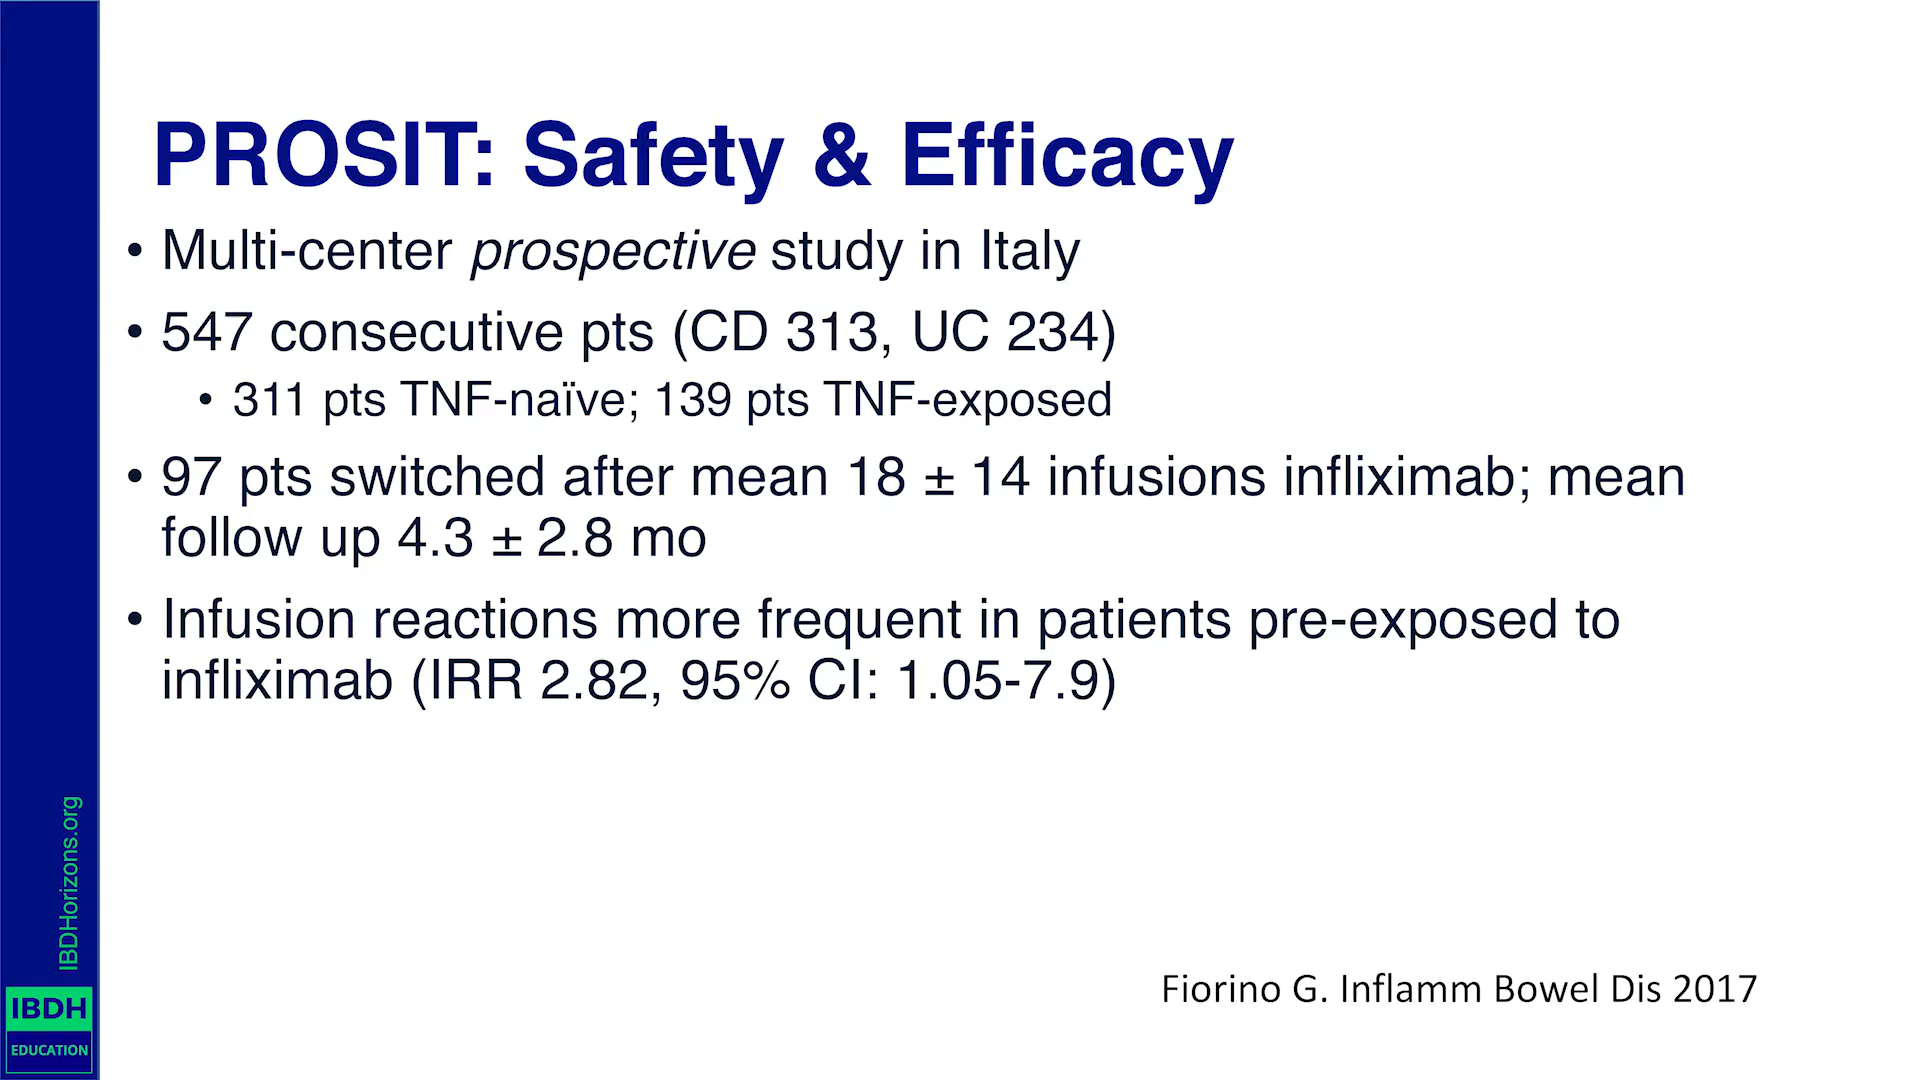 PROSIT: Safety & Efficacy
• Multi-center prospective study in Italy
• 547 consecutive pts (CD 313, UC 234)
• 311 pts TNF-naïve; 139 pts TNF-exposed
• 97 pts switched after mean 18 ± 14 infusions infliximab; mean
follow up 4.3 ± 2.8 mo
• Infusion reactions more frequent in patients pre-exposed to
infliximab (IRR 2.82, 95% CI: 1.05-7.9)
Fiorino G. Inflamm Bowel Dis 2017
IBDHorizons.org
IBDH
EDUCATION